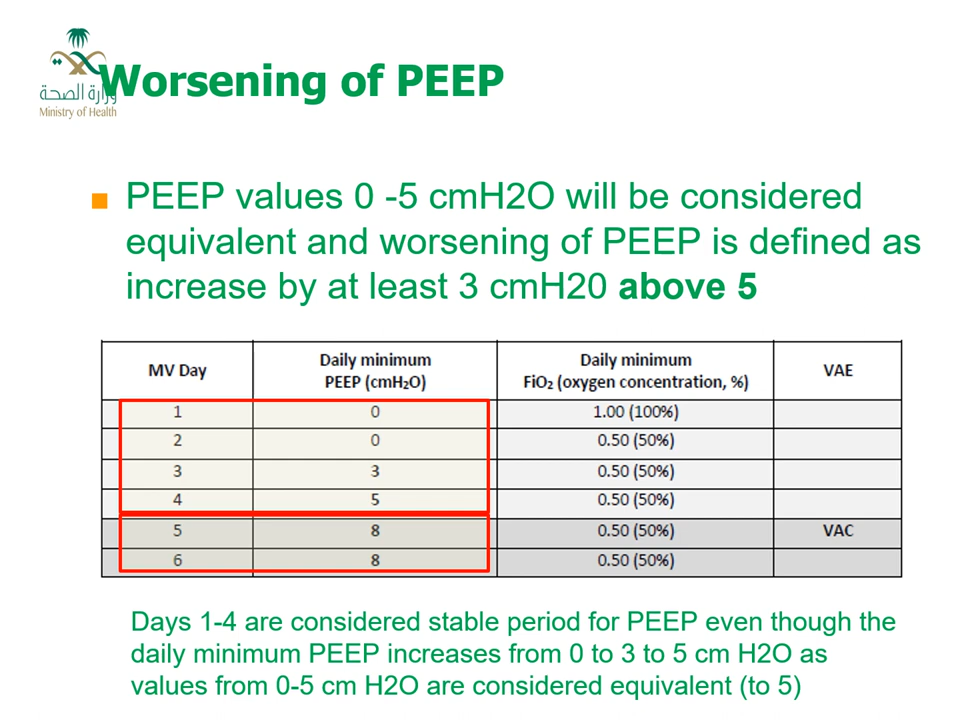 وزارة الصحة
Ministry of Health
Worsening of PEEP
PEEP values 0 -5 cmH2O will be considered
equivalent and worsening of PEEP is defined as
increase by at least 3 cmH20 above 5
MV Day | Daily minimum PEEP (cmH₂O) | Daily minimum FiO₂ (oxygen concentration, %) | VAE
1 | 0 | 1.00 (100%) |
2 | 0 | 0.50 (50%) |
3 | 3 | 0.50 (50%) |
4 | 5 | 0.50 (50%) |
5 | 8 | 0.50 (50%) | VAC
6 | 8 | 0.50 (50%) |
Days 1-4 are considered stable period for PEEP even though the
daily minimum PEEP increases from 0 to 3 to 5 cm H2O as
values from 0-5 cm H2O are considered equivalent (to 5)